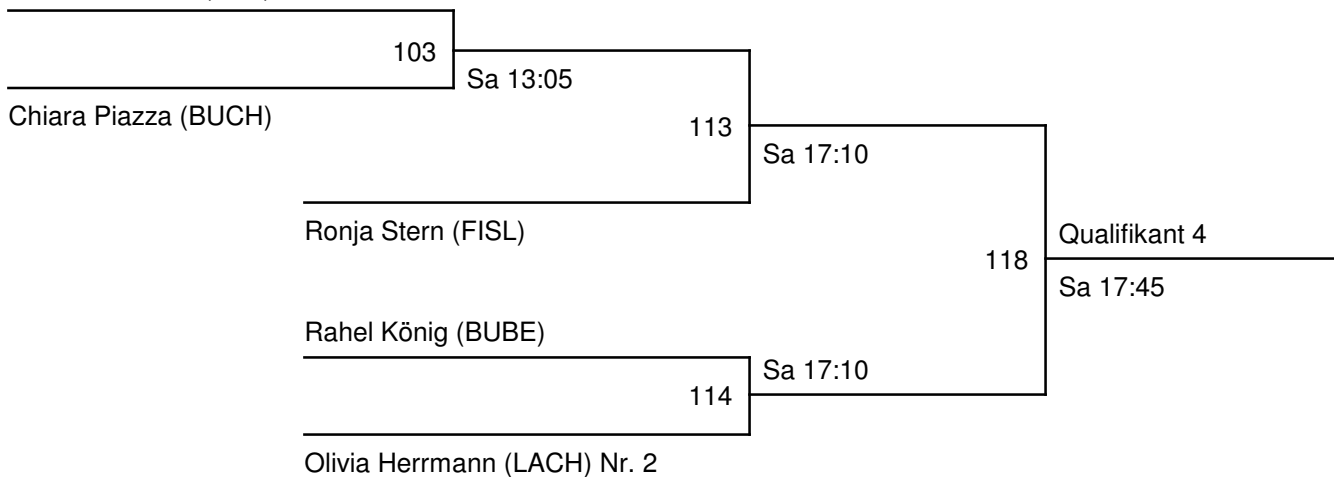 103
Sa 13:05
Chiara Piazza (BUCH)
113
Sa 17:10
Ronja Stern (FISL)
Qualifikant 4
118
Sa 17:45
Rahel König (BUBE)
Sa 17:10
114
Olivia Herrmann (LACH) Nr. 2